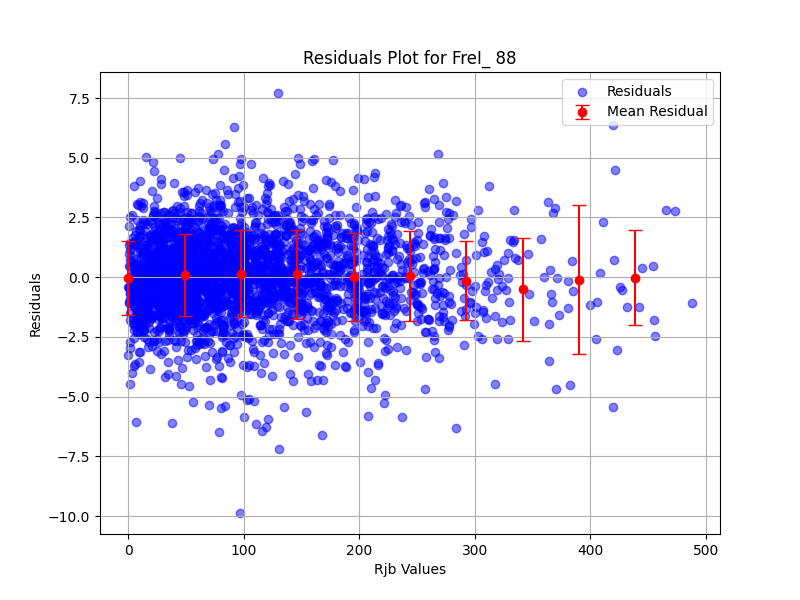 Residuals Plot for FreI_ 88
Residuals
Mean Residual
7.5
5.0
2.5
0.0
−2.5
−5.0
−7.5
−10.0
Residuals
0 100 200 300 400 500
Rjb Values